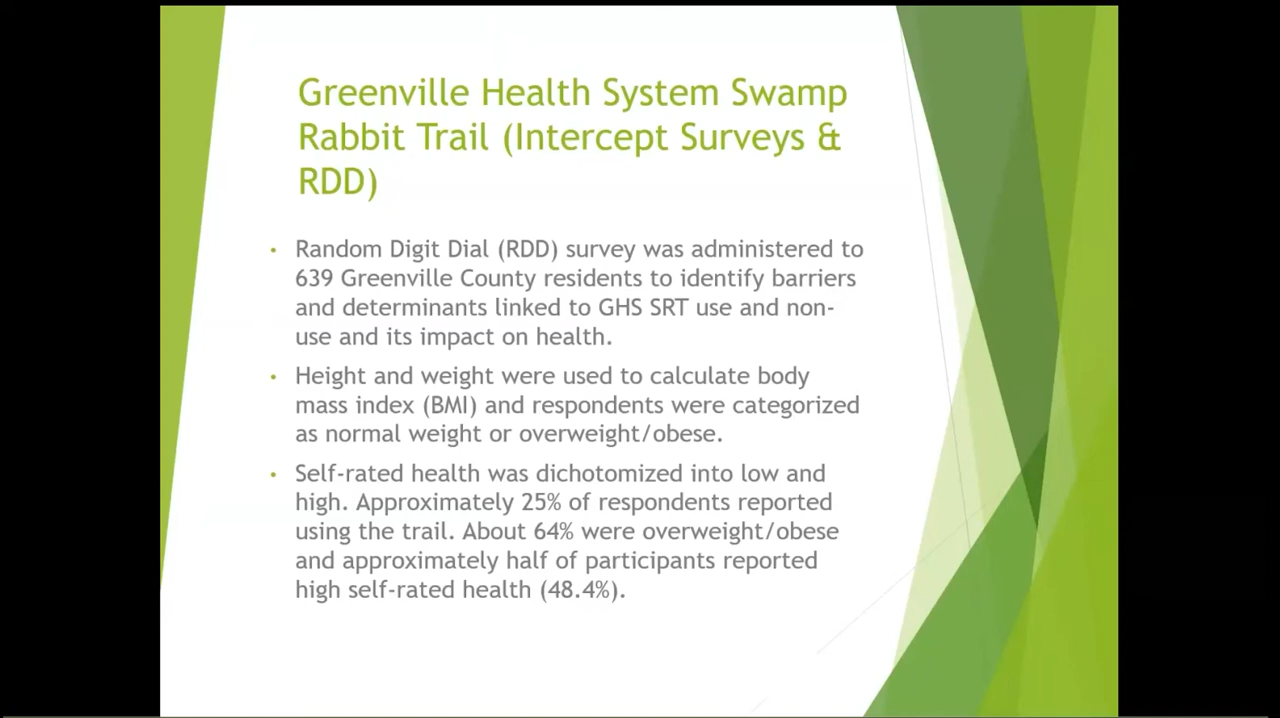 Greenville Health System Swamp
Rabbit Trail (Intercept Surveys &
RDD)
• Random Digit Dial (RDD) survey was administered to
639 Greenville County residents to identify barriers
and determinants linked to GHS SRT use and non-
use and its impact on health.
• Height and weight were used to calculate body
mass index (BMI) and respondents were categorized
as normal weight or overweight/obese.
• Self-rated health was dichotomized into low and
high. Approximately 25% of respondents reported
using the trail. About 64% were overweight/obese
and approximately half of participants reported
high self-rated health (48.4%).